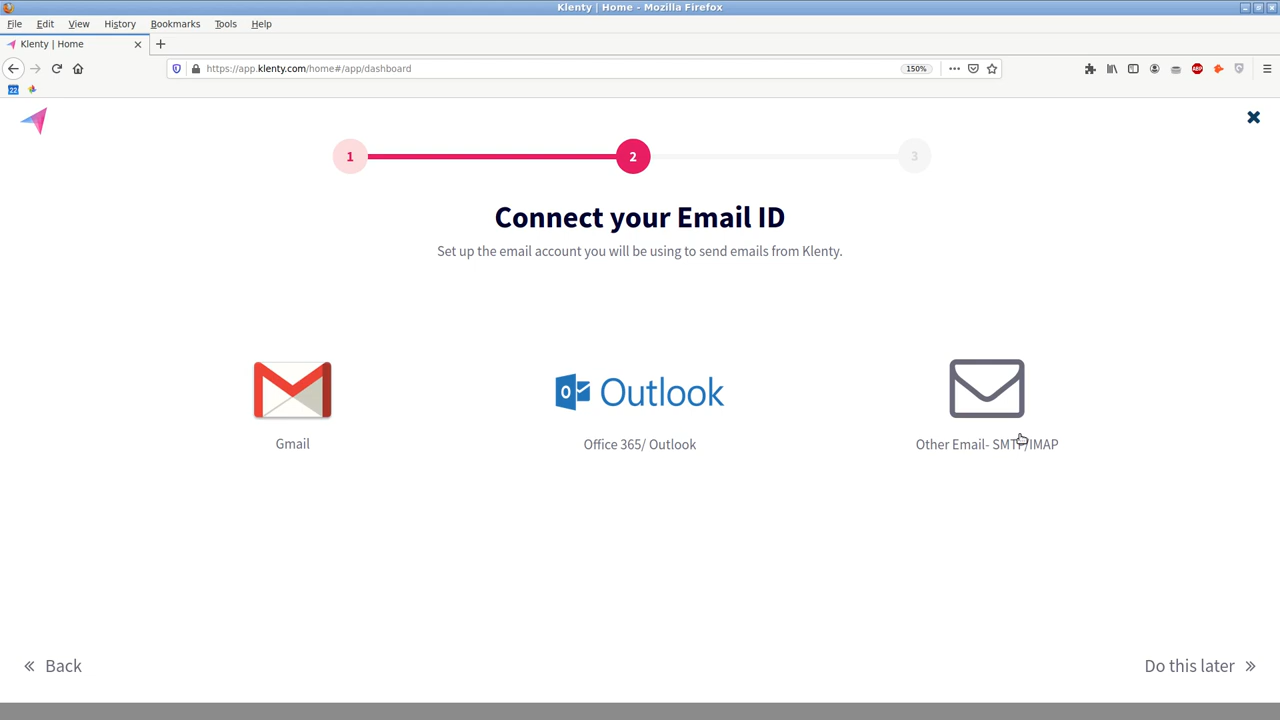 Klenty | Home - Mozilla Firefox
File Edit View History Bookmarks Tools Help
Klenty | Home
https://app.klenty.com/home#/app/dashboard 150%
22
ABP
1 2 3
Connect your Email ID
Set up the email account you will be using to send emails from Klenty.
Outlook
Gmail Office 365/ Outlook Other Email- SMTP/IMAP
Back Do this later